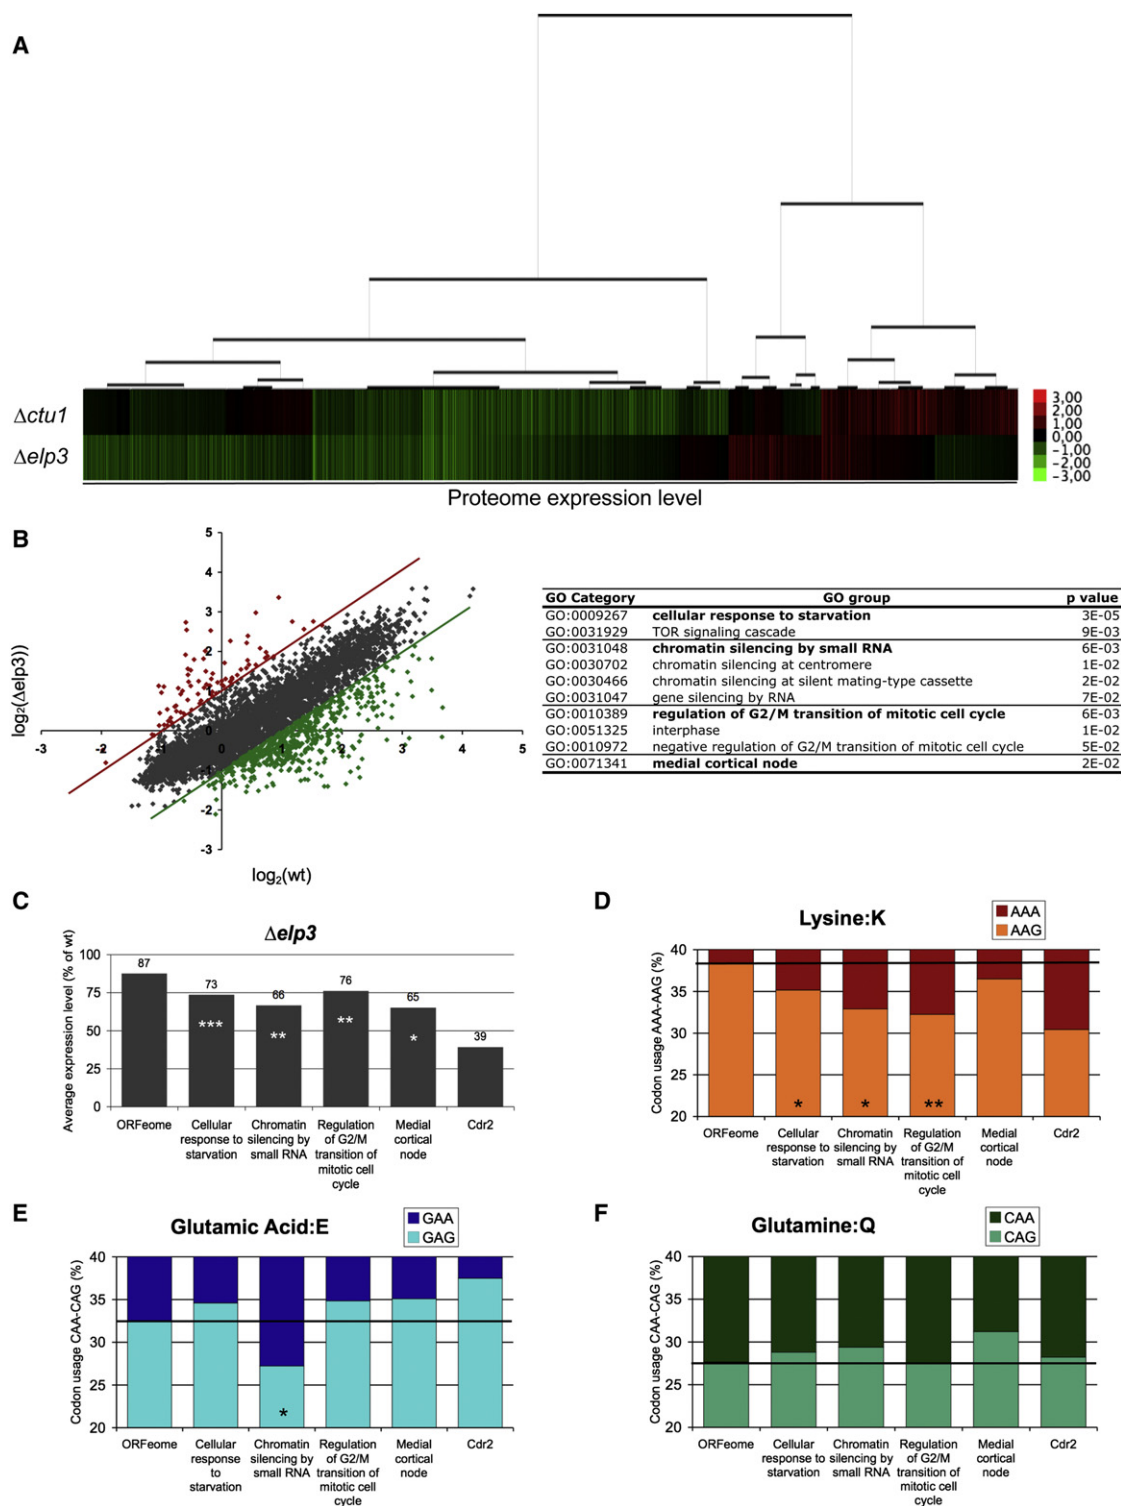 A
Δctu1
Δelp3
3,00
2,00
1,00
0,00
-1,00
-2,00
-3,00
Proteome expression level
B
log2(Δelp3))
5
4
3
2
1
0
-1
-2
-3
-3 -2 -1 0 1 2 3 4 5
log2(wt)
GO Category GO group p value
GO:0009267 cellular response to starvation 3E-05
GO:0031929 TOR signaling cascade 9E-03
GO:0031048 chromatin silencing by small RNA 6E-03
GO:0030702 chromatin silencing at centromere 1E-02
GO:0030466 chromatin silencing at silent mating-type cassette 2E-02
GO:0031047 gene silencing by RNA 7E-02
GO:0010389 regulation of G2/M transition of mitotic cell cycle 6E-03
GO:0051325 interphase 1E-02
GO:0010972 negative regulation of G2/M transition of mitotic cell cycle 5E-02
GO:0071341 medial cortical node 2E-02
C
Δelp3
Average expression level (% of wt)
100
75
50
25
0
87
73
66
76
65
39
***
**
**
*
ORFeome
Cellular
response to
starvation
Chromatin
silencing by
small RNA
Regulation
of G2/M
transition of
mitotic cell
cycle
Medial
cortical
node
Cdr2
D
Lysine:K
AAA
AAG
Codon usage AAA-AAG (%)
40
35
30
25
20
*
*
**
ORFeome
Cellular
response to
starvation
Chromatin
silencing by
small RNA
Regulation
of G2/M
transition of
mitotic cell
cycle
Medial
cortical
node
Cdr2
E
Glutamic Acid:E
GAA
GAG
Codon usage CAA-CAG (%)
40
35
30
25
20
*
ORFeome
Cellular
response
to
starvation
Chromatin
silencing by
small RNA
Regulation
of G2/M
transition of
mitotic cell
cycle
Medial
cortical
node
Cdr2
F
Glutamine:Q
CAA
CAG
Codon usage CAA-CAG (%)
40
35
30
25
20
ORFeome
Cellular
response to
starvation
Chromatin
silencing by
small RNA
Regulation
of G2/M
transition of
mitotic cell
cycle
Medial
cortical
node
Cdr2